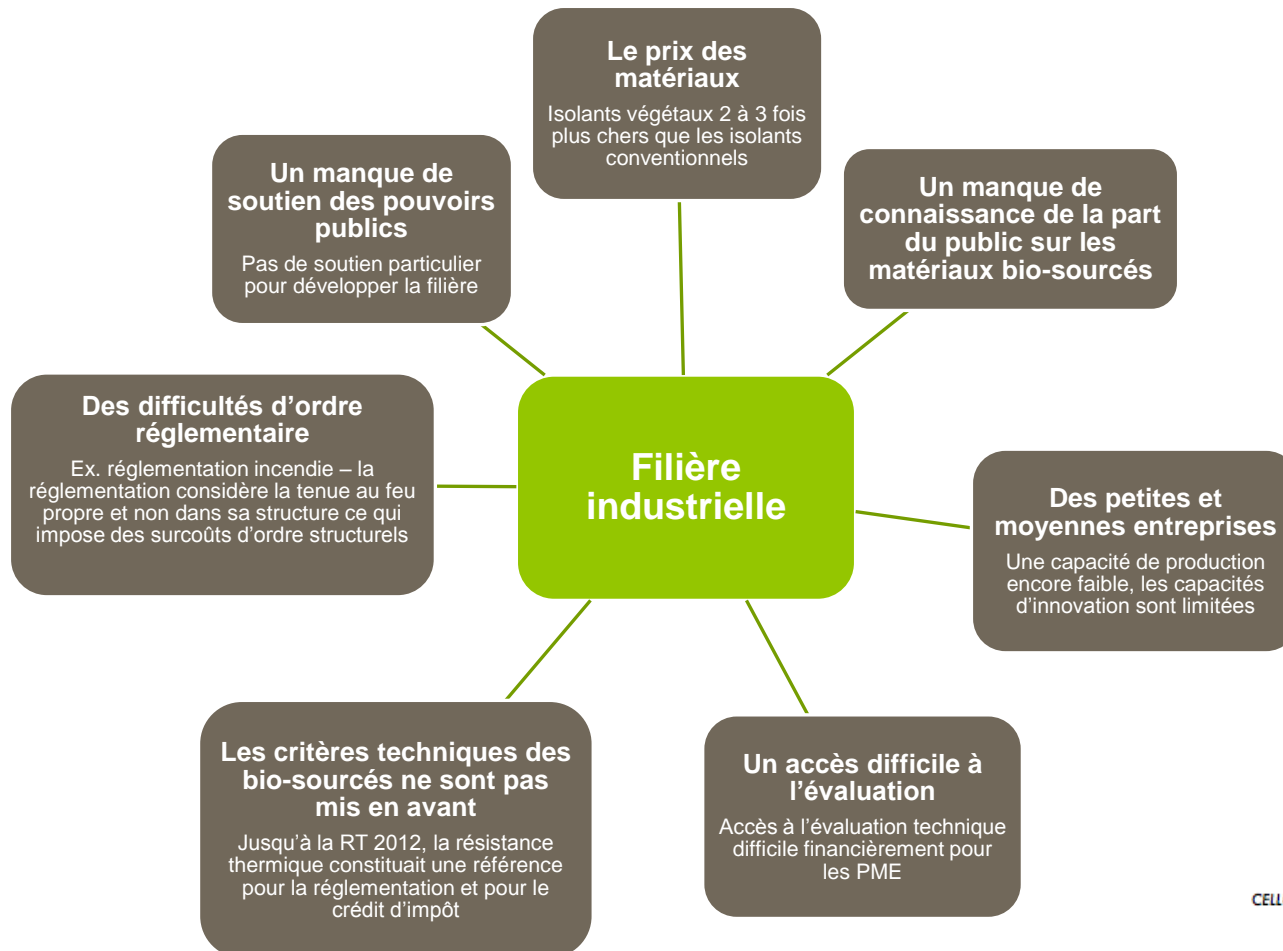 Le prix des
matériaux
Isolants végétaux 2 à 3 fois
plus chers que les isolants
conventionnels
Un manque de
soutien des pouvoirs
publics
Pas de soutien particulier
pour développer la filière
Un manque de
connaissance de la part
du public sur les
matériaux bio-sourcés
Des difficultés d’ordre
réglementaire
Ex. réglementation incendie – la
réglementation considère la tenue au feu
propre et non dans sa structure ce qui
impose des surcoûts d’ordre structurels
Filière
industrielle
Des petites et
moyennes entreprises
Une capacité de production
encore faible, les capacités
d’innovation sont limitées
Les critères techniques des
bio-sourcés ne sont pas
mis en avant
Jusqu’à la RT 2012, la résistance
thermique constituait une référence
pour la réglementation et pour le
crédit d’impôt
Un accès difficile à
l’évaluation
Accès à l’évaluation technique
difficile financièrement pour
les PME